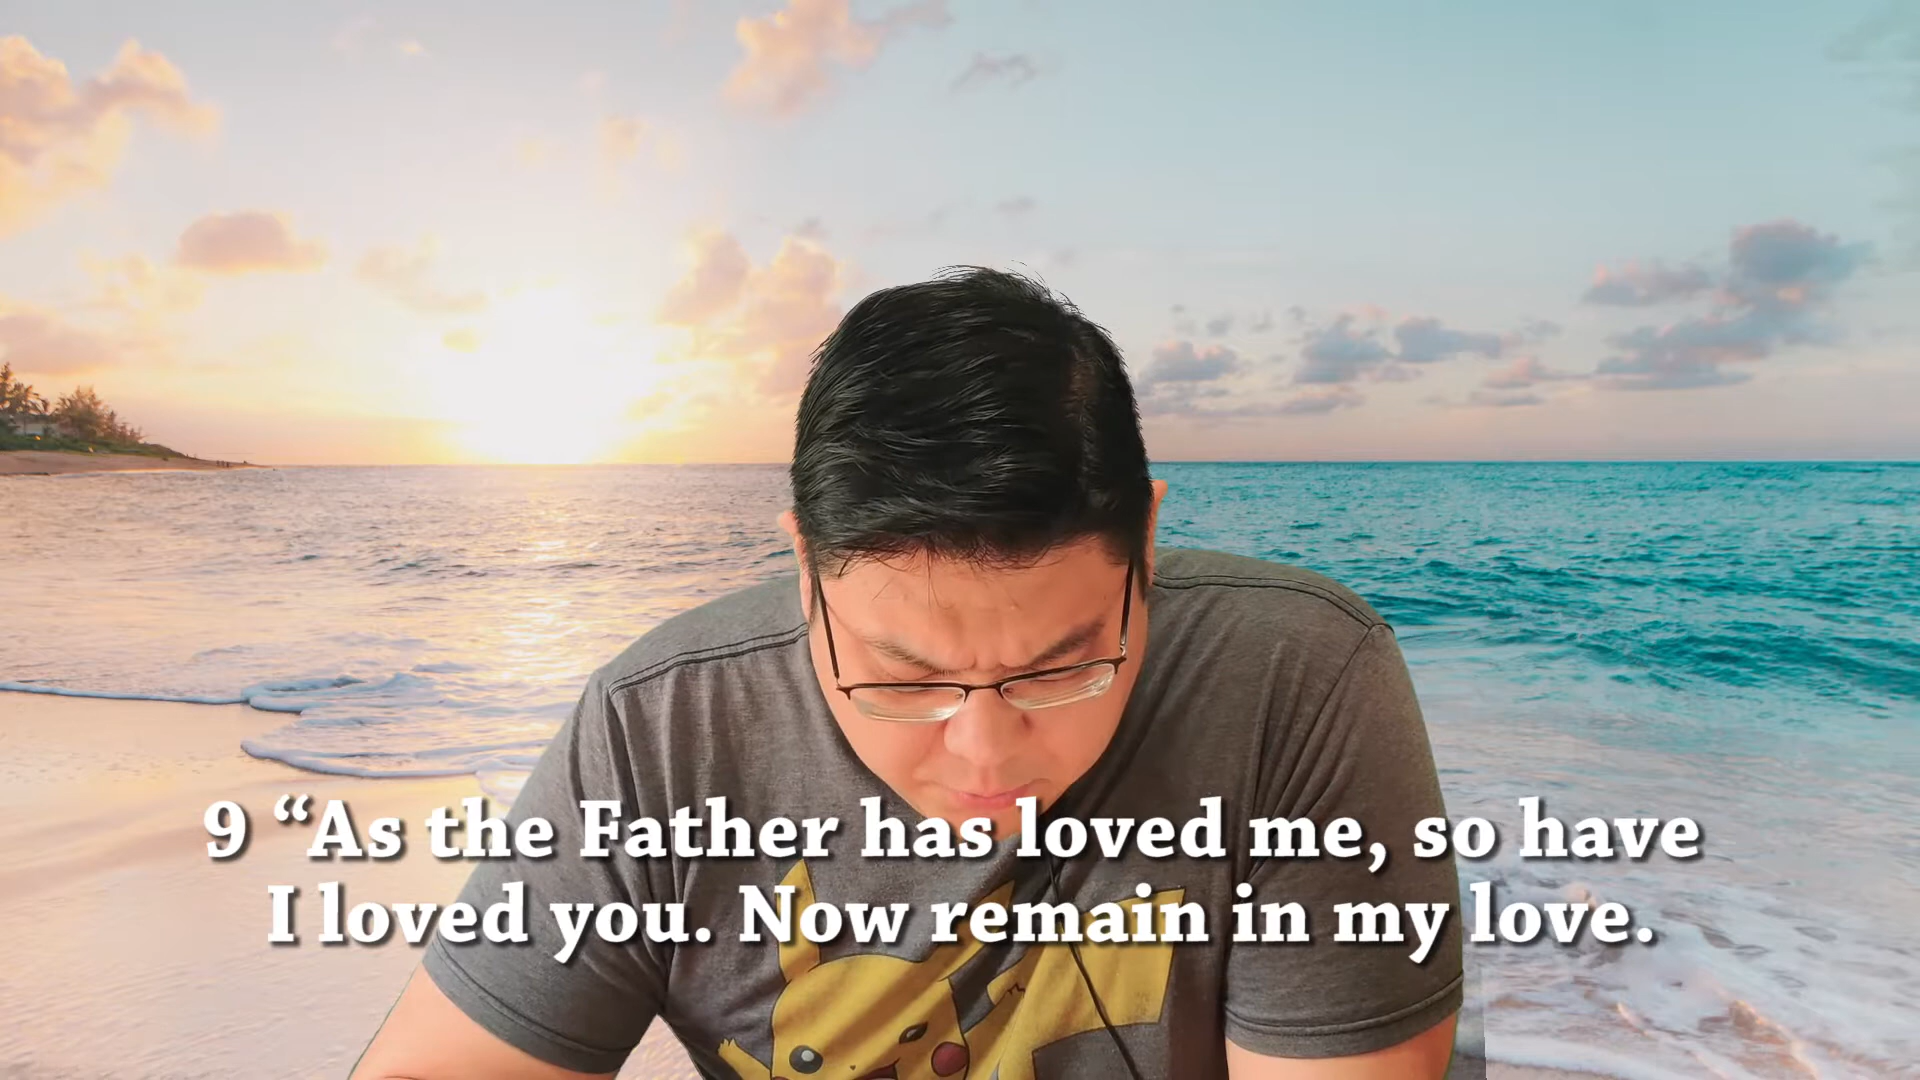 9 “As the Father has loved me, so have
I loved you. Now remain in my love.